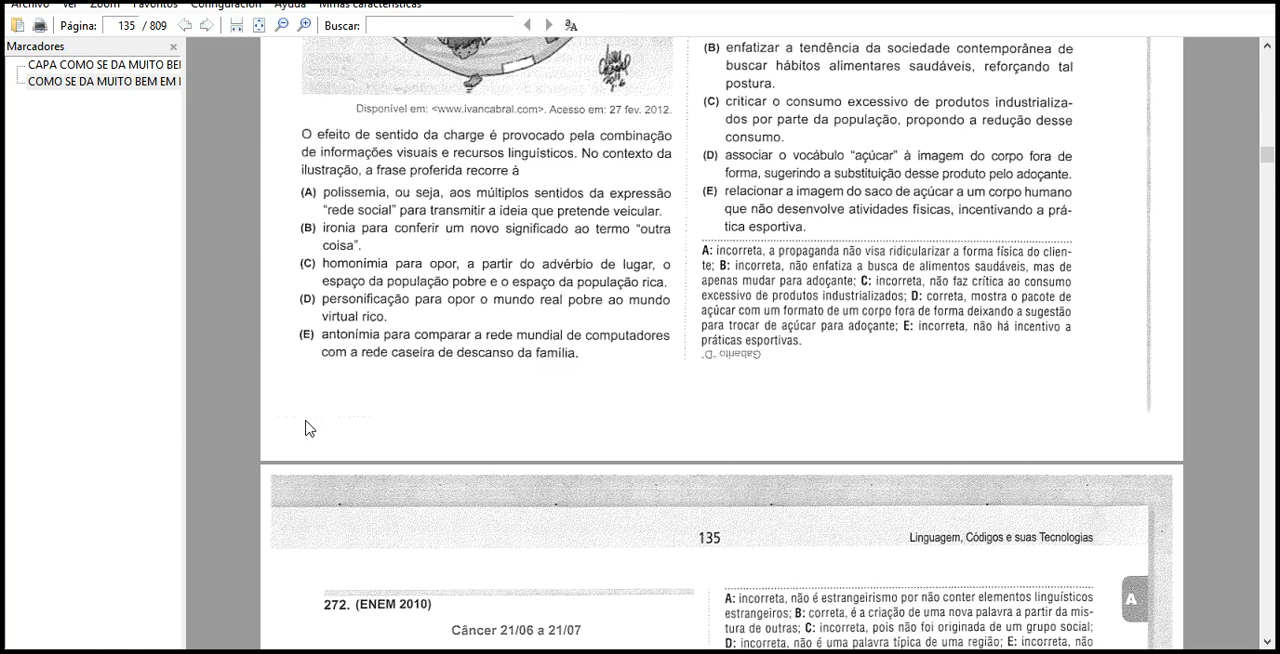 Archivo Ver Zoom Favoritos Configuración Ayuda Minas características
Página: 135 / 809 Buscar:
Marcadores
CAPA COMO SE DA MUITO BEI
COMO SE DA MUITO BEM EM I
Disponível em: <www.ivancabral.com>. Acesso em: 27 fev. 2012.
O efeito de sentido da charge é provocado pela combinação
de informações visuais e recursos linguísticos. No contexto da
ilustração, a frase proferida recorre à
(A) polissemia, ou seja, aos múltiplos sentidos da expressão
“rede social” para transmitir a ideia que pretende veicular.
(B) ironia para conferir um novo significado ao termo “outra
coisa”.
(C) homonímia para opor, a partir do advérbio de lugar, o
espaço da população pobre e o espaço da população rica.
(D) personificação para opor o mundo real pobre ao mundo
virtual rico.
(E) antonímia para comparar a rede mundial de computadores
com a rede caseira de descanso da família.
(B) enfatizar a tendência da sociedade contemporânea de
buscar hábitos alimentares saudáveis, reforçando tal
postura.
(C) criticar o consumo excessivo de produtos industrializa-
dos por parte da população, propondo a redução desse
consumo.
(D) associar o vocábulo “açúcar” à imagem do corpo fora de
forma, sugerindo a substituição desse produto pelo adoçante.
(E) relacionar a imagem do saco de açúcar a um corpo humano
que não desenvolve atividades físicas, incentivando a prá-
tica esportiva.
A: incorreta, a propaganda não visa ridicularizar a forma física do clien-
te; B: incorreta, não enfatiza a busca de alimentos saudáveis, mas de
apenas mudar para adoçante; C: incorreta, não faz crítica ao consumo
excessivo de produtos industrializados; D: correta, mostra o pacote de
açúcar com um formato de um corpo fora de forma deixando a sugestão
para trocar de açúcar para adoçante; E: incorreta, não há incentivo a
práticas esportivas.
Gabarito "D".
135 Linguagem, Códigos e suas Tecnologias
272. (ENEM 2010)
Câncer 21/06 a 21/07
A: incorreta, não é estrangeirismo por não conter elementos linguísticos
estrangeiros; B: correta, é a criação de uma nova palavra a partir da mis-
tura de outras; C: incorreta, pois não foi originada de um grupo social;
D: incorreta, não é uma palavra típica de uma região; E: incorreta, não
A